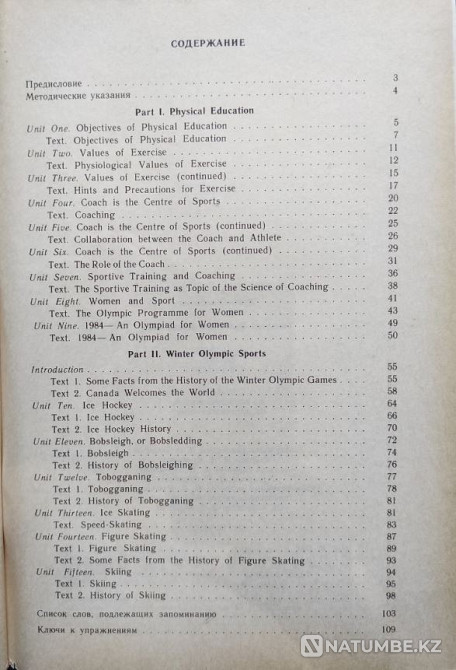 СОДЕРЖАНИЕ
Предисловие 3
Методические указания 4
Part I. Physical Education
Unit One. Objectives of Physical Education 5
Text. Objectives of Physical Education 7
Unit Two. Values of Exercise 11
Text. Physiological Values of Exercise 12
Unit Three. Values of Exercise (continued) 15
Text. Hints and Precautions for Exercise 17
Unit Four. Coach is the Centre of Sports 20
Text. Coaching 22
Unit Five. Coach is the Centre of Sports (continued) 25
Text. Collaboration between the Coach and Athlete 26
Unit Six. Coach is the Centre of Sports (continued) 29
Text. The Role of the Coach 31
Unit Seven. Sportive Training and Coaching 36
Text. The Sportive Training as Topic of the Science of Coaching 38
Unit Eight. Women and Sport 41
Text. The Olympic Programme for Women 43
Unit Nine. 1984— An Olympiad for Women 49
Text. 1984— An Olympiad for Women 50
Part II. Winter Olympic Sports
Introduction 55
Text 1. Some Facts from the History of the Winter Olympic Games 55
Text 2. Canada Welcomes the World 58
Unit Ten. Ice Hockey 64
Text 1. Ice Hockey 66
Text 2. Ice Hockey History 70
Unit Eleven. Bobsleigh, or Bobsledding 72
Text 1. Bobsleigh 74
Text 2. History of Bobsleighing 76
Unit Twelve. Tobogganing 77
Text 1. Tobogganing 78
Text 2. History of Tobogganing 81
Unit Thirteen. Ice Skating 81
Text. Speed-Skating 83
Unit Fourteen. Figure Skating 87
Text 1. Figure Skating 89
Text 2. Some Facts from the History of Figure Skating 93
Unit Fifteen. Skiing 94
Text 1. Skiing 95
Text 2. History of Skiing 98
Список слов, подлежащих запоминанию 103
Ключи к упражнениям 109
NATUMBE.KZ